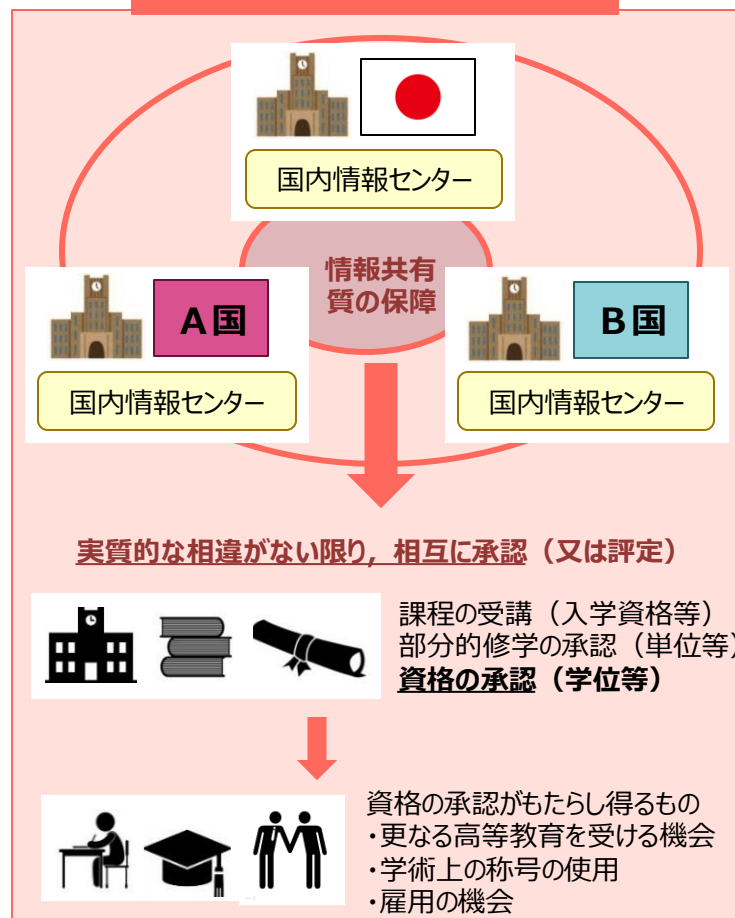 国内情報センター
情報共有
質の保障
A国
B国
国内情報センター
国内情報センター
実質的な相違がない限り，相互に承認（又は評定）
課程の受講（入学資格等）
部分的修学の承認（単位等）
資格の承認（学位等）
資格の承認がもたらし得るもの
・更なる高等教育を受ける機会
・学術上の称号の使用
・雇用の機会